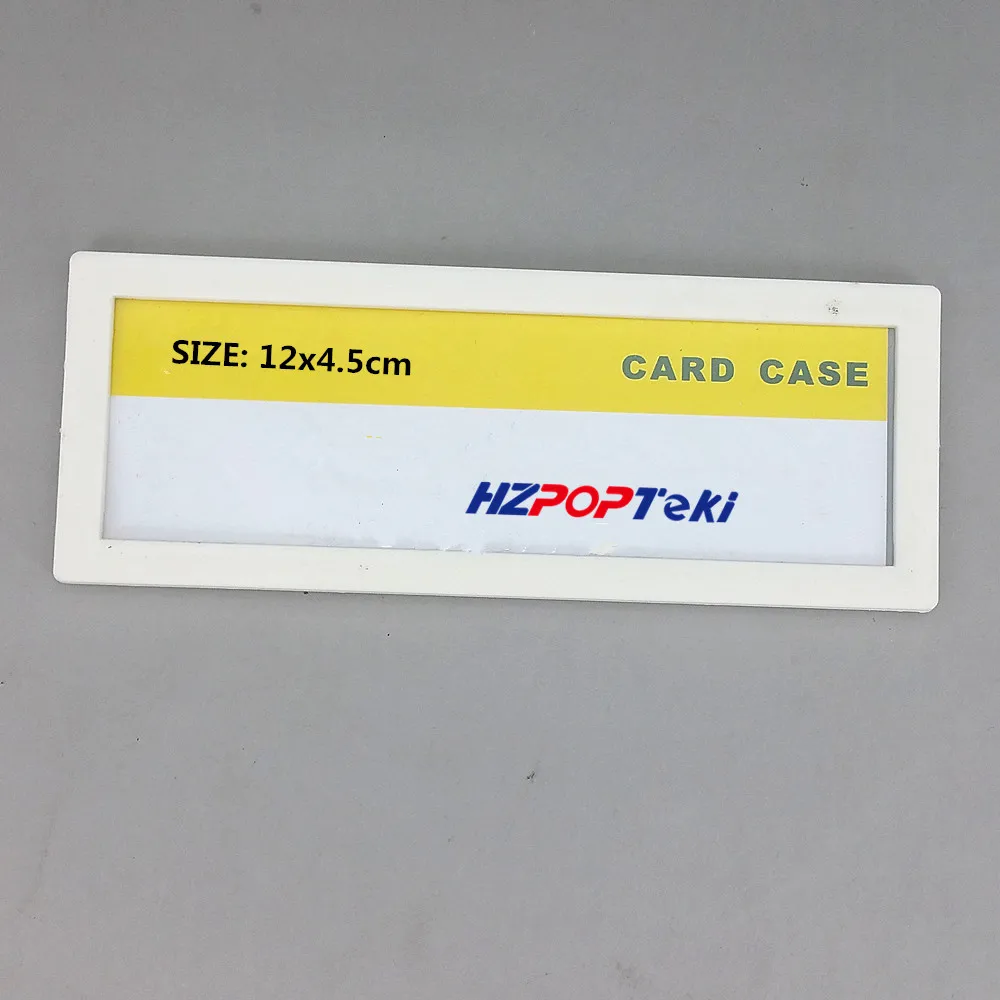 SIZE: 12x4.5cm
CARD CASE
HZPOPTeki